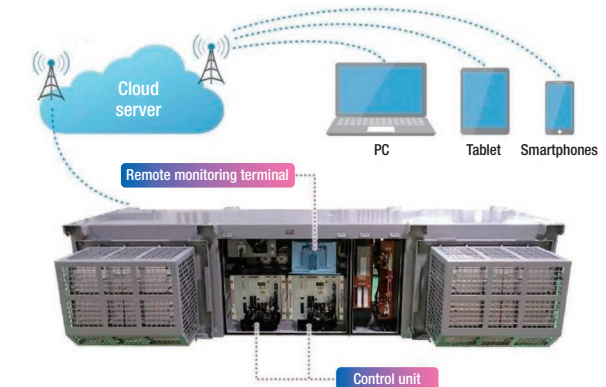 Cloud
server
PC
Tablet
Smartphones
Remote monitoring terminal
Control unit